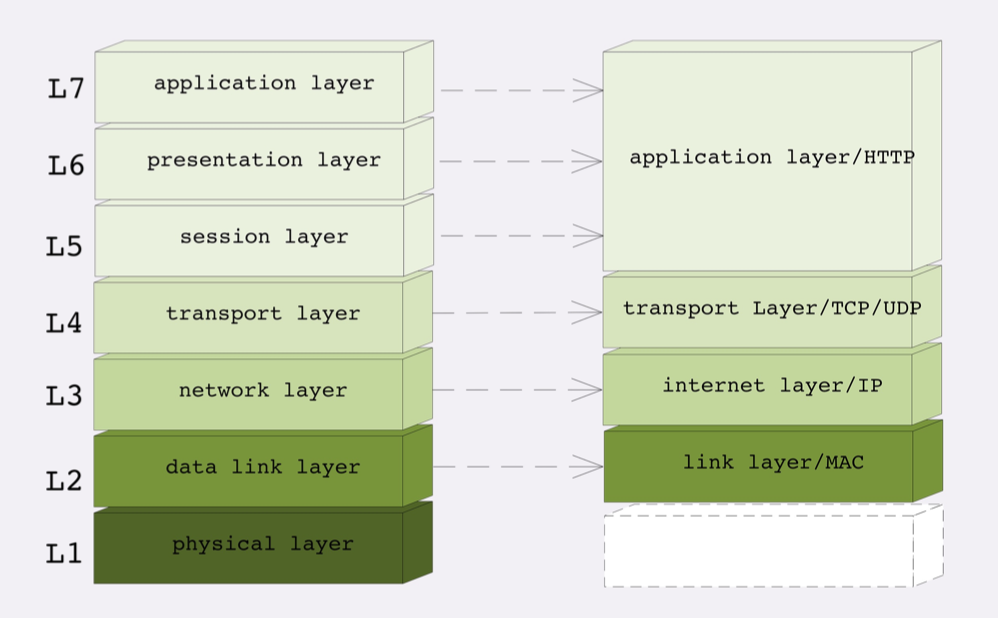 L7
application layer
L6
presentation layer
application layer/HTTP
L5
session layer
L4
transport layer
transport Layer/TCP/UDP
L3
network layer
internet layer/IP
L2
data link layer
link layer/MAC
L1
physical layer